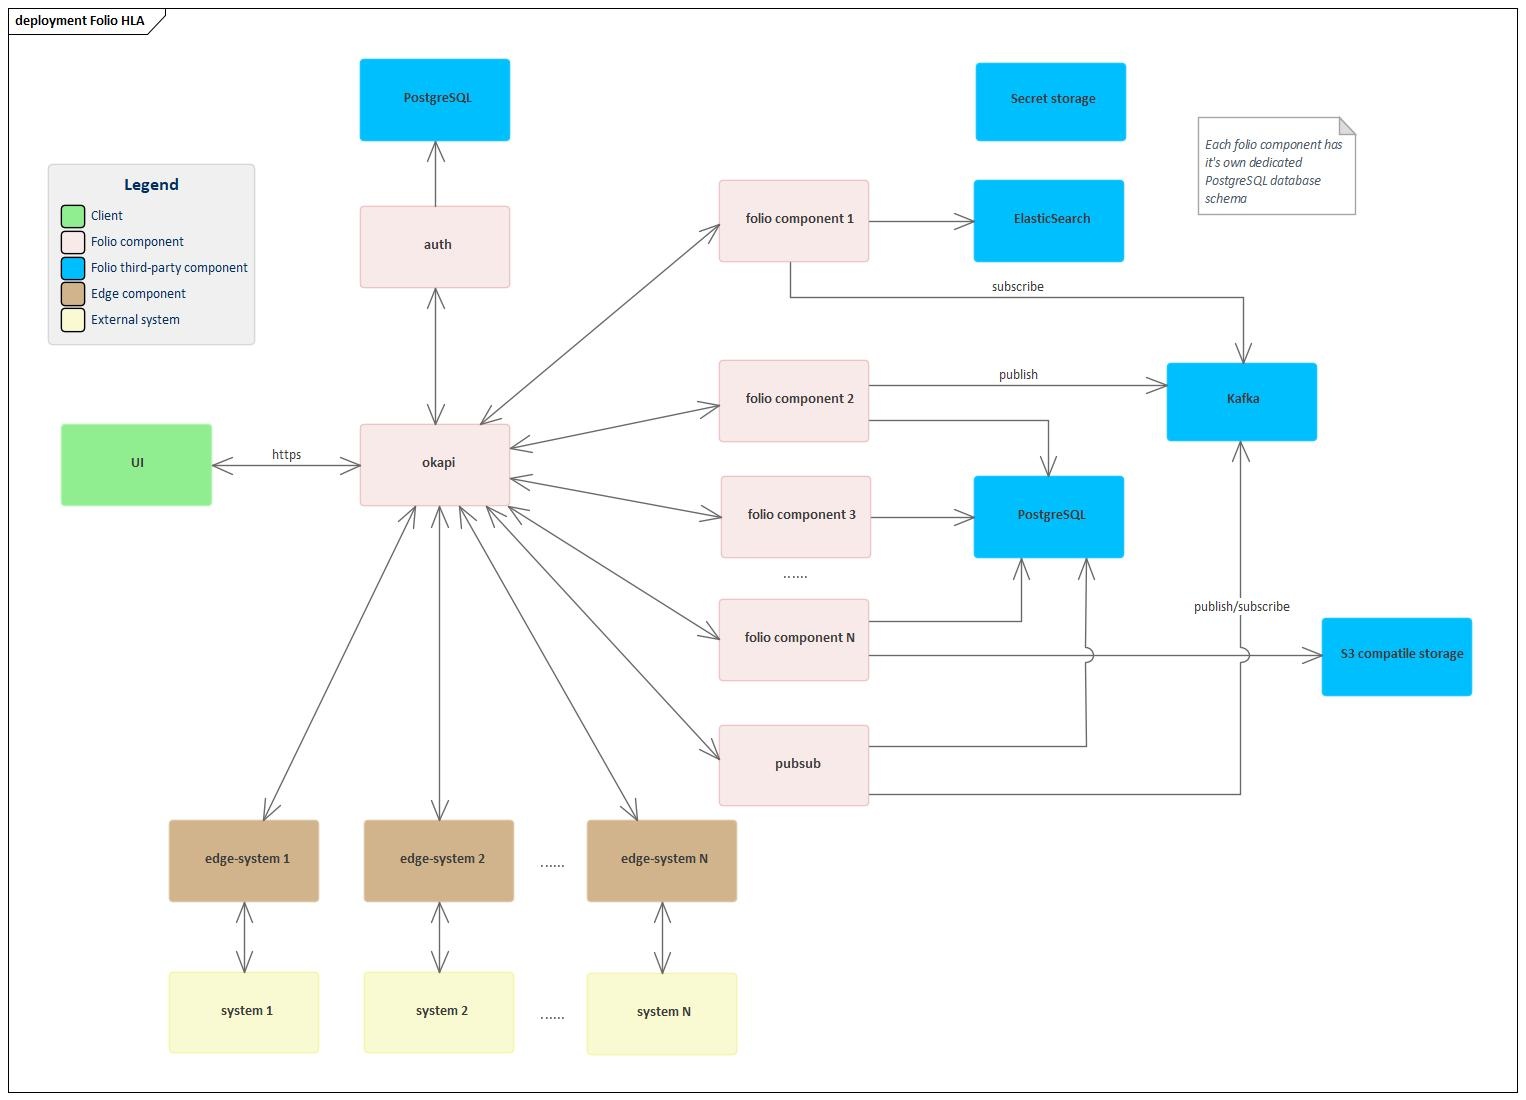 deployment Folio HLA
PostgreSQL
Secret storage
Each folio component has
it's own dedicated
PostgreSQL database
schema
Legend
Client
Folio component
Folio third-party component
Edge component
External system
auth
folio component 1
ElasticSearch
subscribe
folio component 2
publish
Kafka
UI
https
okapi
folio component 3
PostgreSQL
......
folio component N
publish/subscribe
S3 compatile storage
pubsub
edge-system 1
edge-system 2
......
edge-system N
system 1
system 2
......
system N